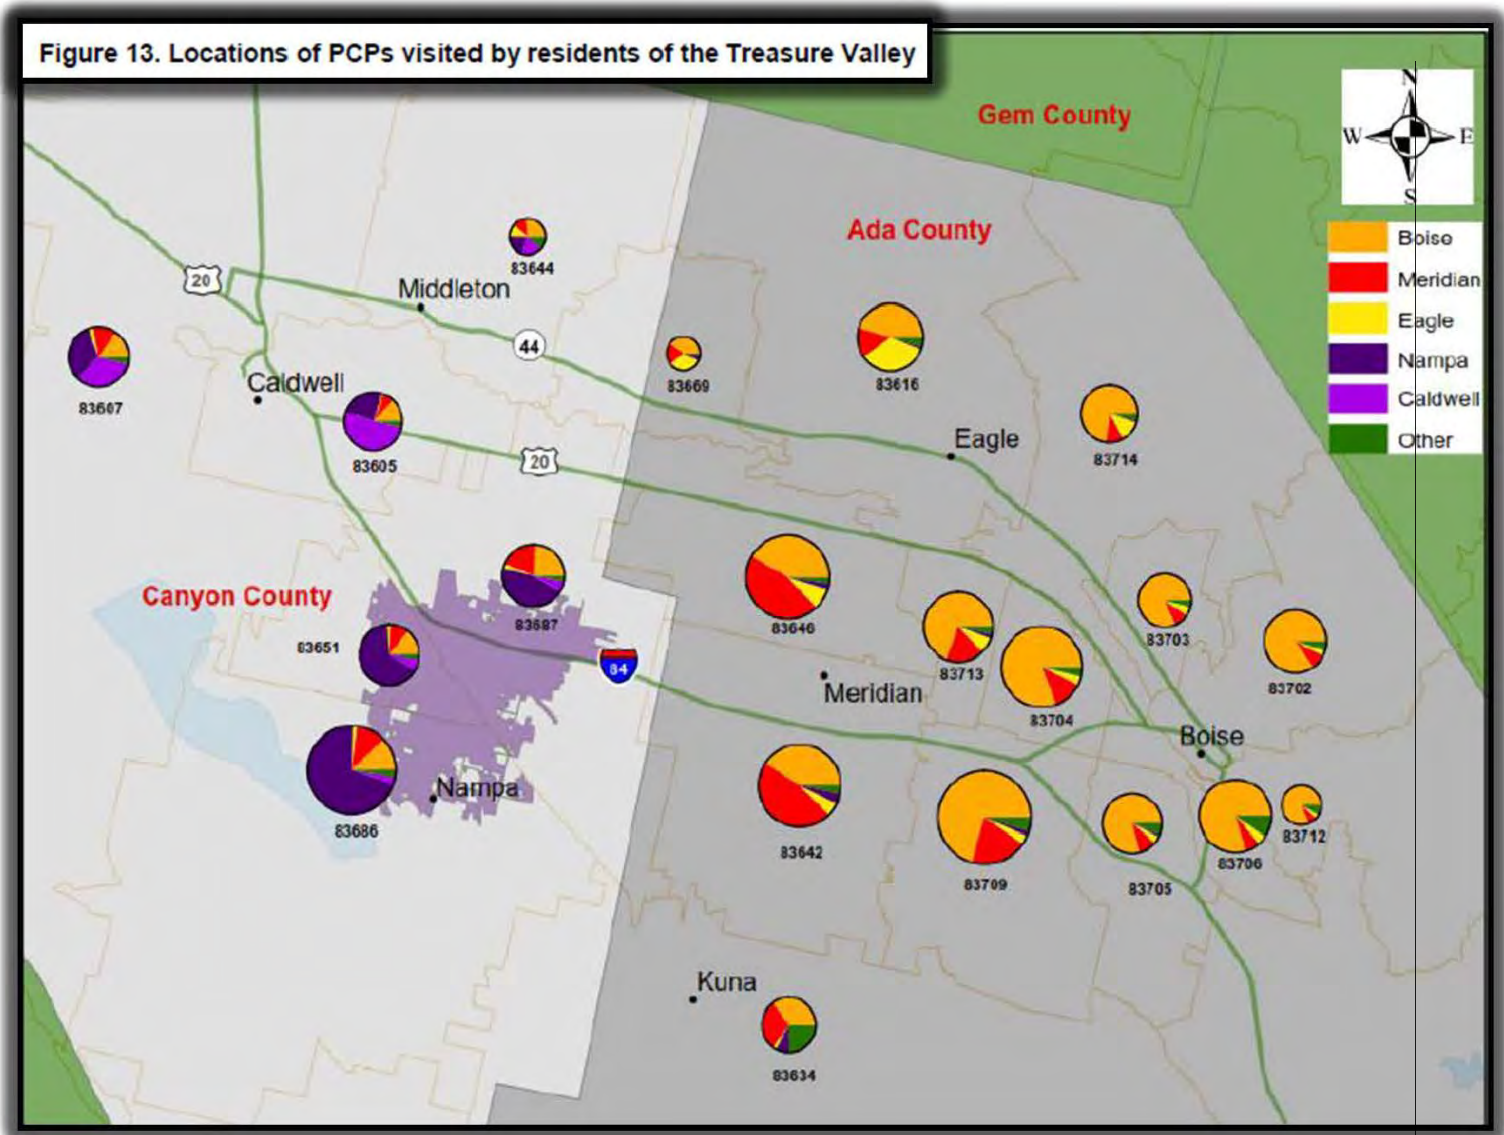 Figure 13. Locations of PCPs visited by residents of the Treasure Valley
Gem County
N
W E
S
Ada County
Boise
Meridian
Eagle
Nampa
Caldwell
Other
83644
20
Middleton
44
83607
Caldwell
83605
20
83669
83616
Eagle
83714
Canyon County
83687
83651
84
83646
83713
83703
83702
Meridian
83704
Boise
Nampa
83686
83642
83709
83705
83706
83712
Kuna
83634